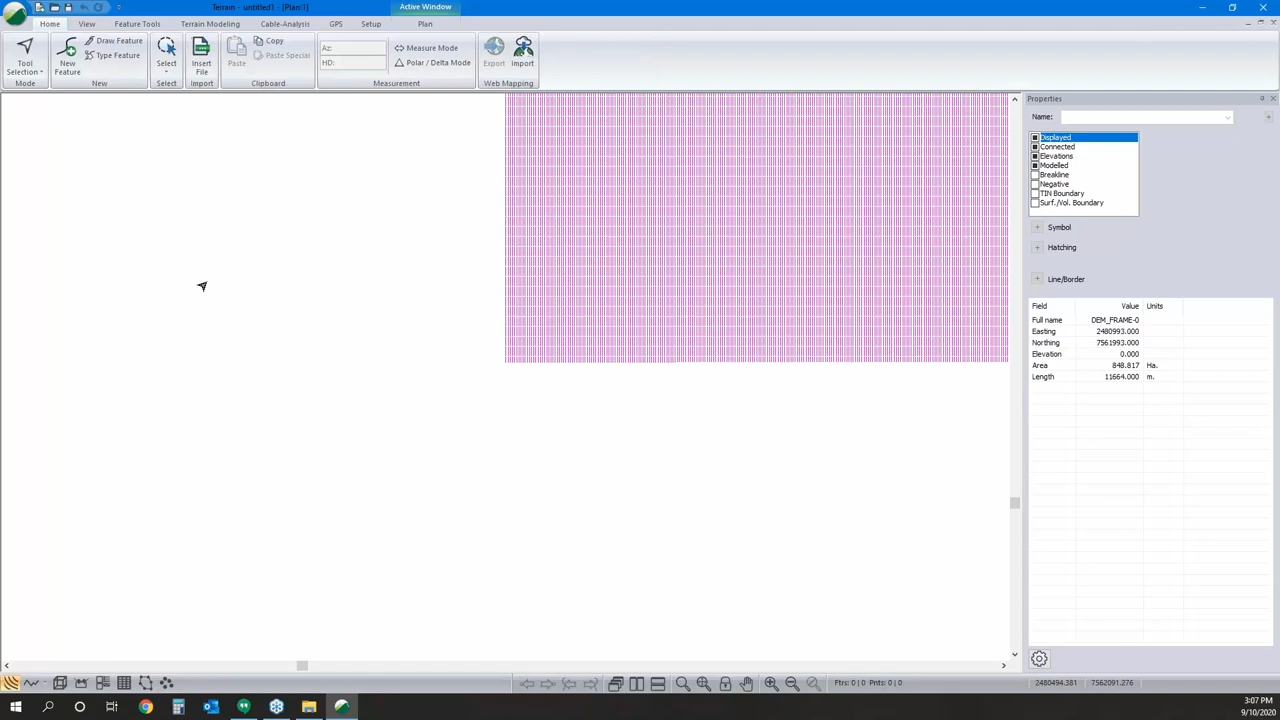 Terrain - untitled1 - [Plan:1]
Active Window
Home
View
Feature Tools
Terrain Modeling
Cable-Analysis
GPS
Setup
Plan
Tool
Selection
Mode
New
Feature
Draw Feature
Type Feature
New
Select
Select
Insert
File
Import
Paste
Copy
Paste Special
Clipboard
Az:
HD:
Measure Mode
Polar / Delta Mode
Measurement
Export
Import
Web Mapping
Properties
Name:
Displayed
Connected
Elevations
Modelled
Breakline
Negative
TIN Boundary
Surf./Vol. Boundary
Symbol
Hatching
Line/Border
Field Value Units
Full name DEM_FRAME-0
Easting 2480993.000
Northing 7561993.000
Elevation 0.000
Area 848.817 Ha.
Length 11664.000 m.
Ftrs: 0 | 0 Pnts: 0 | 0
2480494.381 7562091.276
3:07 PM
9/10/2020